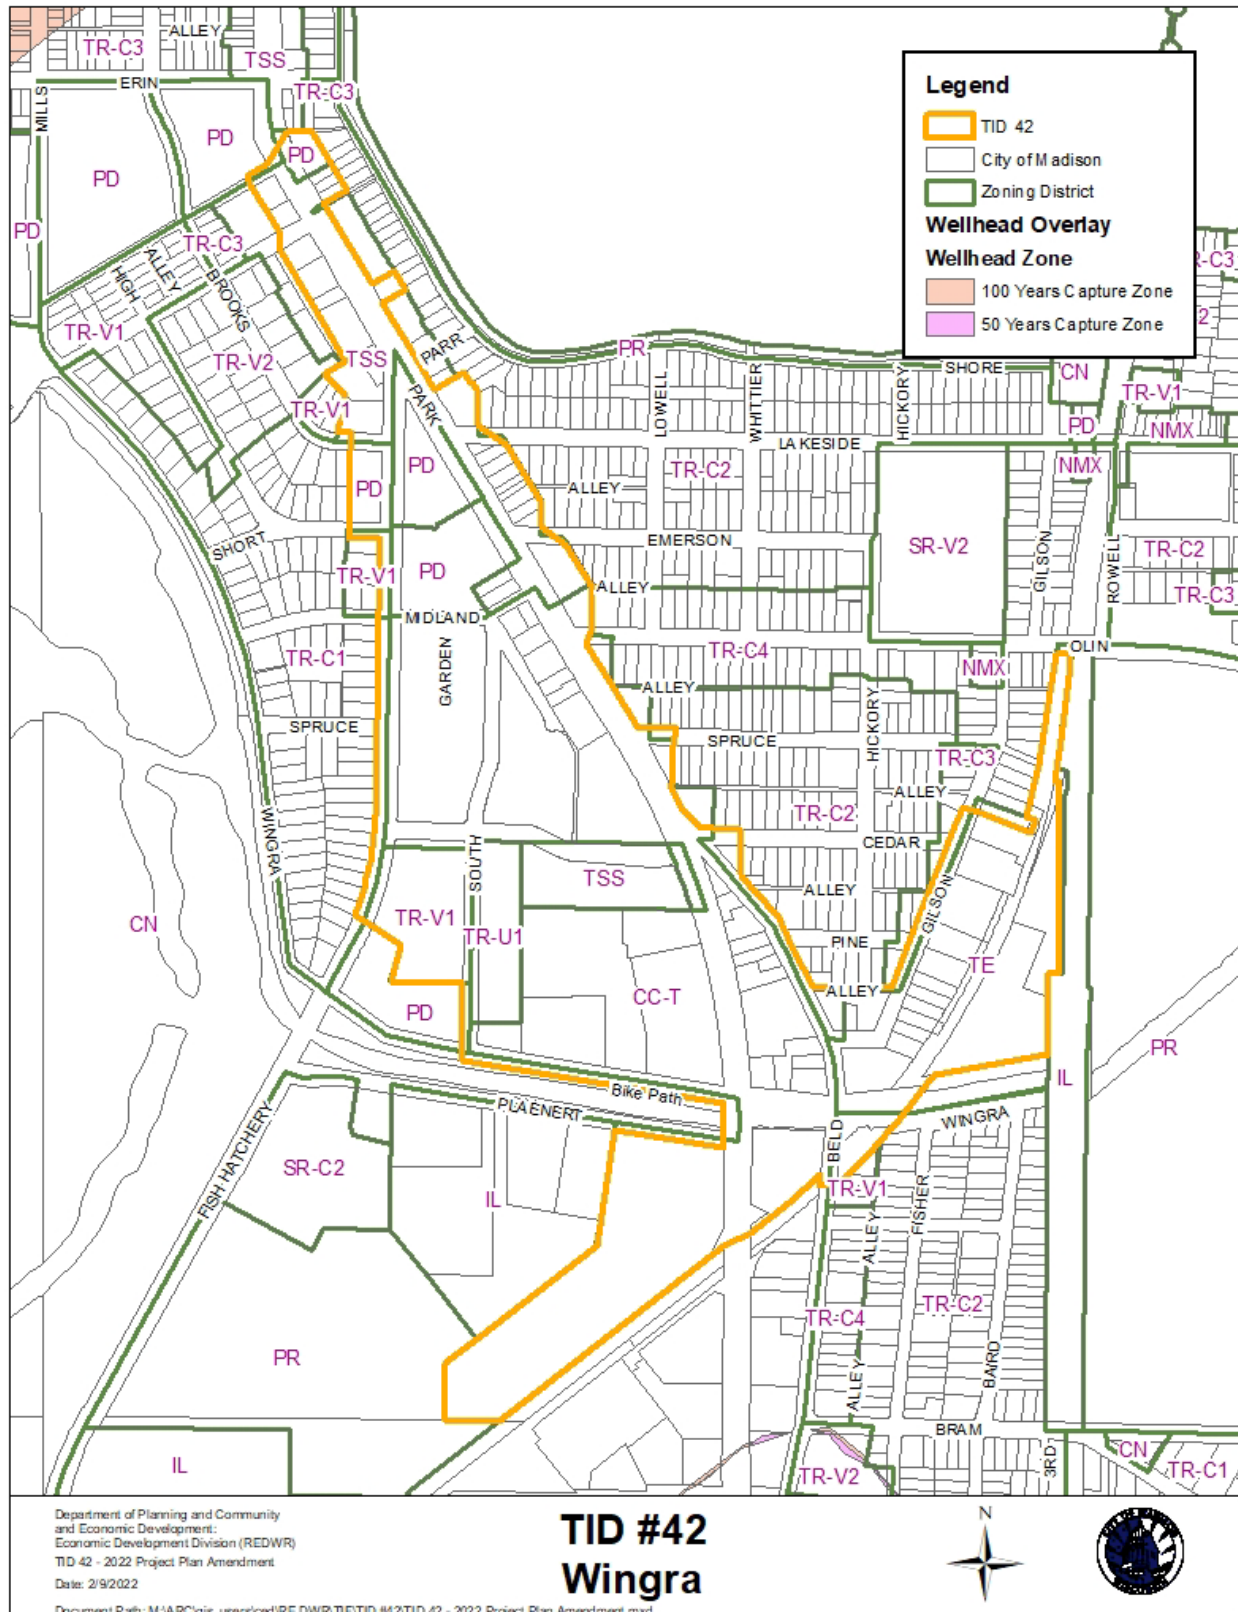 ALLEY
TR-C3
TSS
ERIN
TR-C3
MILLS
PD
PD
PD
PD
TR-C3
ALLEY
HIGH
BROOKS
TR-V1
TR-V2
TSS
PARR
PARK
TR-V1
PR
LOWELL
WHITTIER
HICKORY
SHORE
CN
TR-V1
PD
NMX
NMX
LAKESIDE
PD
PD
TR-C2
ALLEY
SHORT
EMERSON
SR-V2
GILSON
ROWELL
TR-C2
TR-C3
TR-V1
PD
ALLEY
MIDLAND
OLIN
TR-C1
GARDEN
TR-C4
NMX
ALLEY
HICKORY
SPRUCE
SPRUCE
TR-C3
ALLEY
WINGRA
TR-C2
CEDAR
SOUTH
TSS
ALLEY
GILSON
CN
TR-V1
TR-U1
PINE
TE
ALLEY
CC-T
PD
PR
IL
Bike Path
PLAENERT
WINGRA
FISH HATCHERY
SR-C2
BELD
IL
TR-V1
FISHER
ALLEY
TR-C4
TR-C2
PR
BAIRD
ALLEY
BRAM
IL
TR-V2
3RD
CN
TR-C1
Legend
TID 42
City of Madison
Zoning District
Wellhead Overlay
Wellhead Zone
100 Years Capture Zone
50 Years Capture Zone
R-C3
2
Department of Planning and Community
and Economic Development:
Economic Development Division (REDWR)
TID 42 - 2022 Project Plan Amendment
Date: 2/9/2022
TID #42
Wingra
N